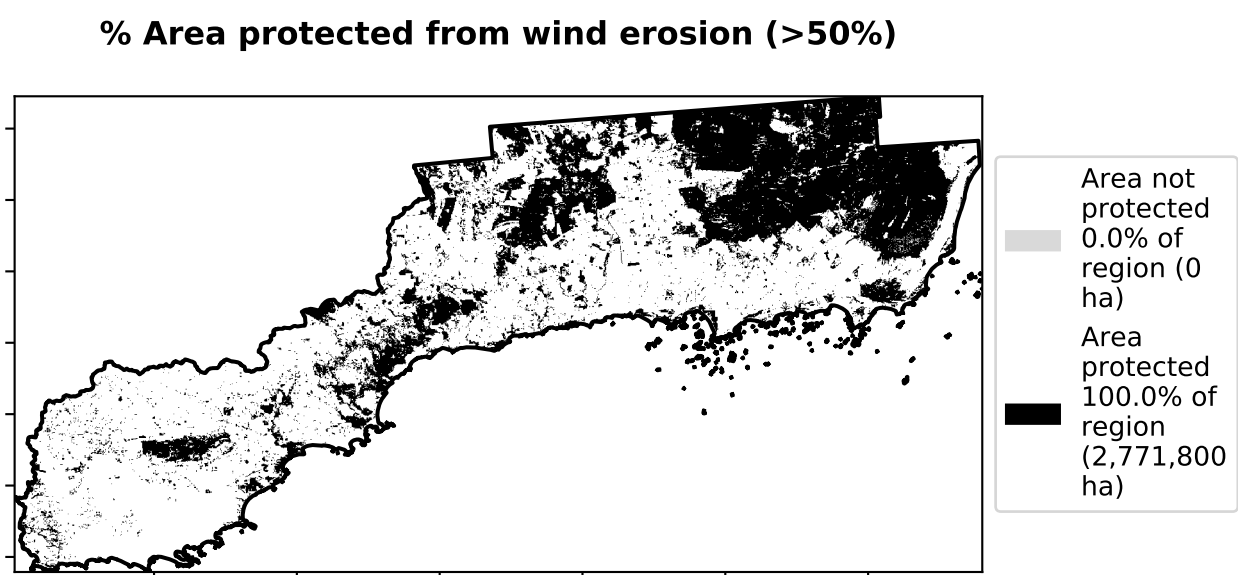 % Area protected from wind erosion (>50%)
Area not
protected
0.0% of
region (0
ha)
Area
protected
100.0% of
region
(2,771,800
ha)